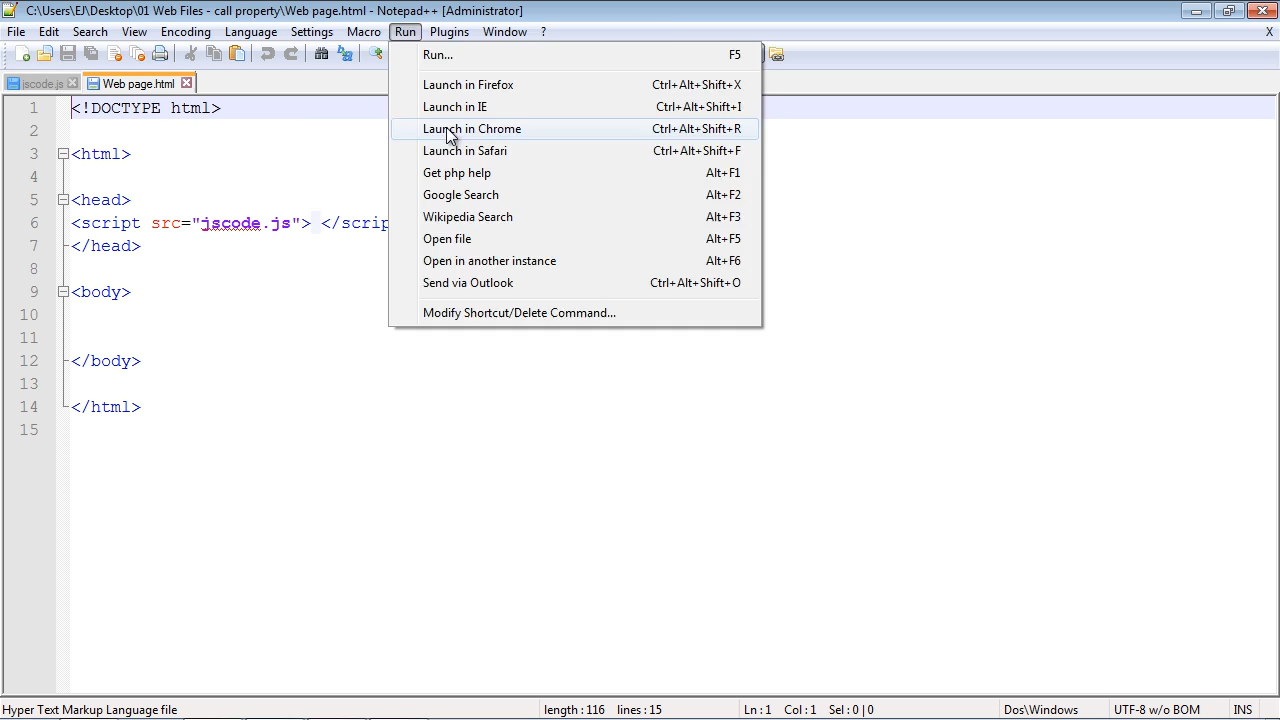 C:\Users\EJ\Desktop\01 Web Files - call property\Web page.html - Notepad++ [Administrator]
File Edit Search View Encoding Language Settings Macro Run Plugins Window ? X
jscode.js Web page.html
Run... F5
Launch in Firefox Ctrl+Alt+Shift+X
Launch in IE Ctrl+Alt+Shift+I
Launch in Chrome Ctrl+Alt+Shift+R
Launch in Safari Ctrl+Alt+Shift+F
Get php help Alt+F1
Google Search Alt+F2
Wikipedia Search Alt+F3
Open file Alt+F5
Open in another instance Alt+F6
Send via Outlook Ctrl+Alt+Shift+O
Modify Shortcut/Delete Command...
1 <!DOCTYPE html>
2
3 <html>
4
5 <head>
6 <script src="jscode.js"> </scrip
7 </head>
8
9 <body>
10
11
12 </body>
13
14 </html>
15
Hyper Text Markup Language file length : 116 lines : 15 Ln : 1 Col : 1 Sel : 0 | 0 Dos\Windows UTF-8 w/o BOM INS